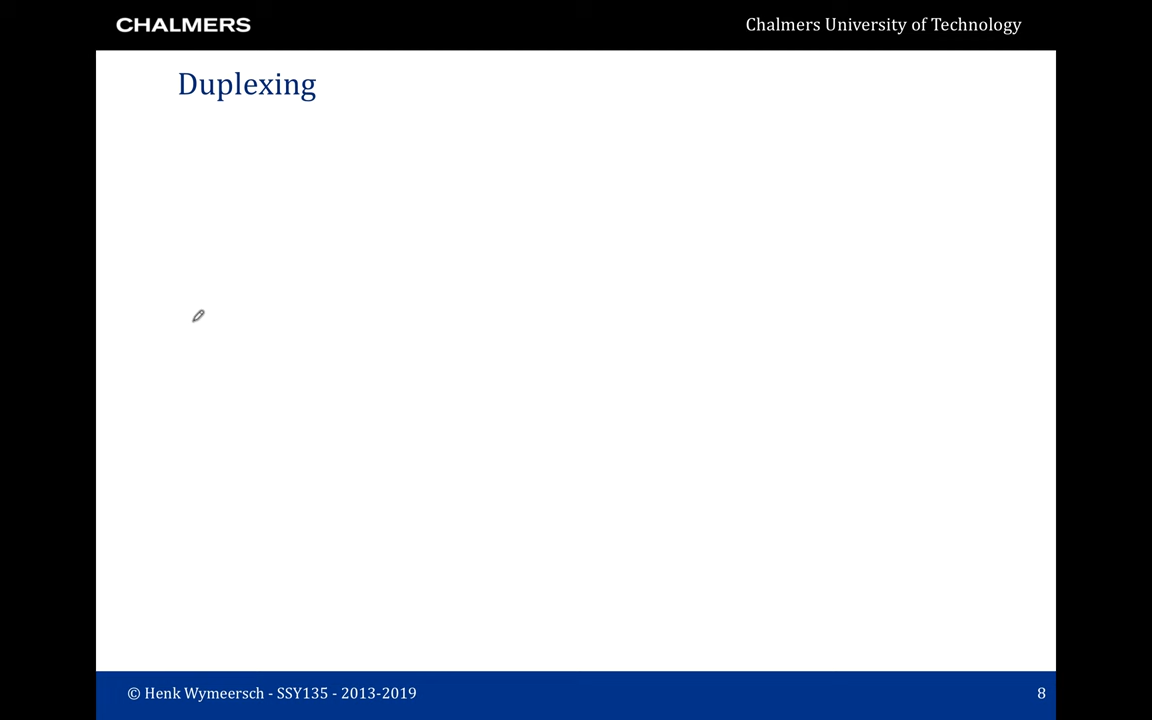 CHALMERS
Chalmers University of Technology
Duplexing
© Henk Wymeersch - SSY135 - 2013-2019
8